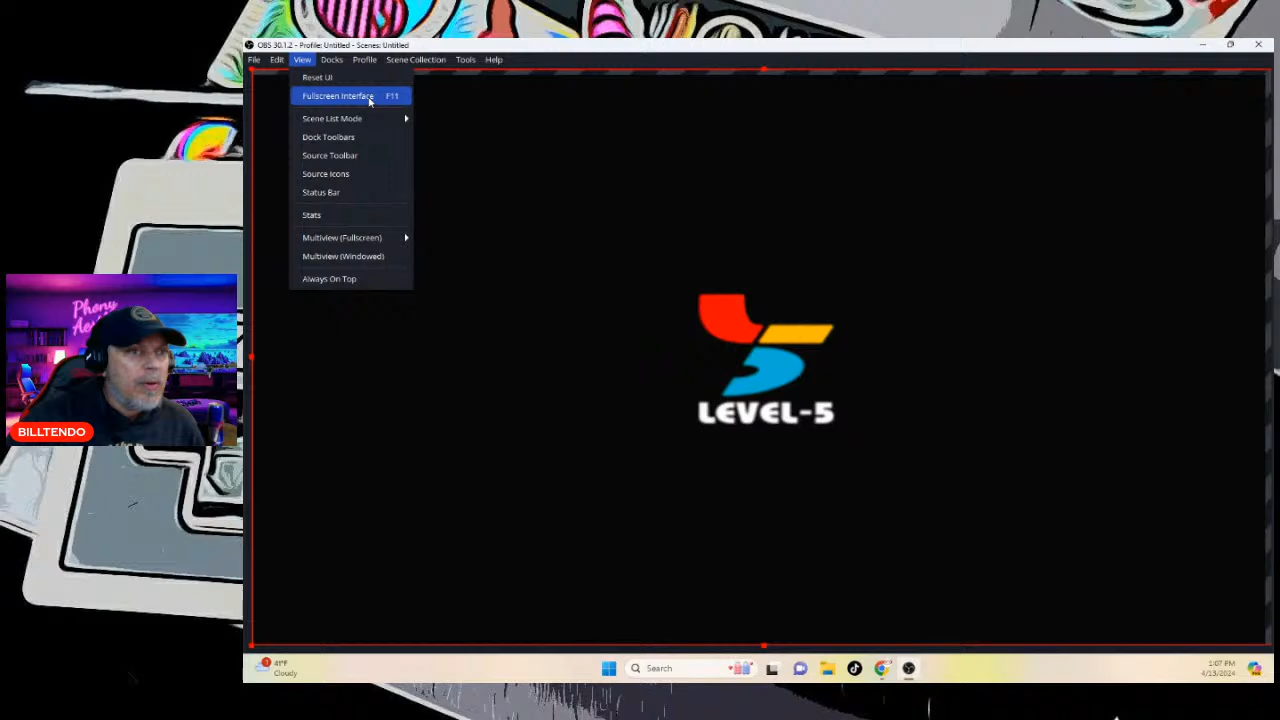 OBS 30.1.2 - Profile: Untitled - Scenes: Untitled
File Edit View Docks Profile Scene Collection Tools Help
Reset UI
Fullscreen Interface F11
Scene List Mode
Dock Toolbars
Source Toolbar
Source Icons
Status Bar
Stats
Multiview (Fullscreen)
Multiview (Windowed)
Always On Top
LEVEL-5
Phony
BILLTENDO
41°F
Cloudy
Search
1:07 PM
4/13/2024